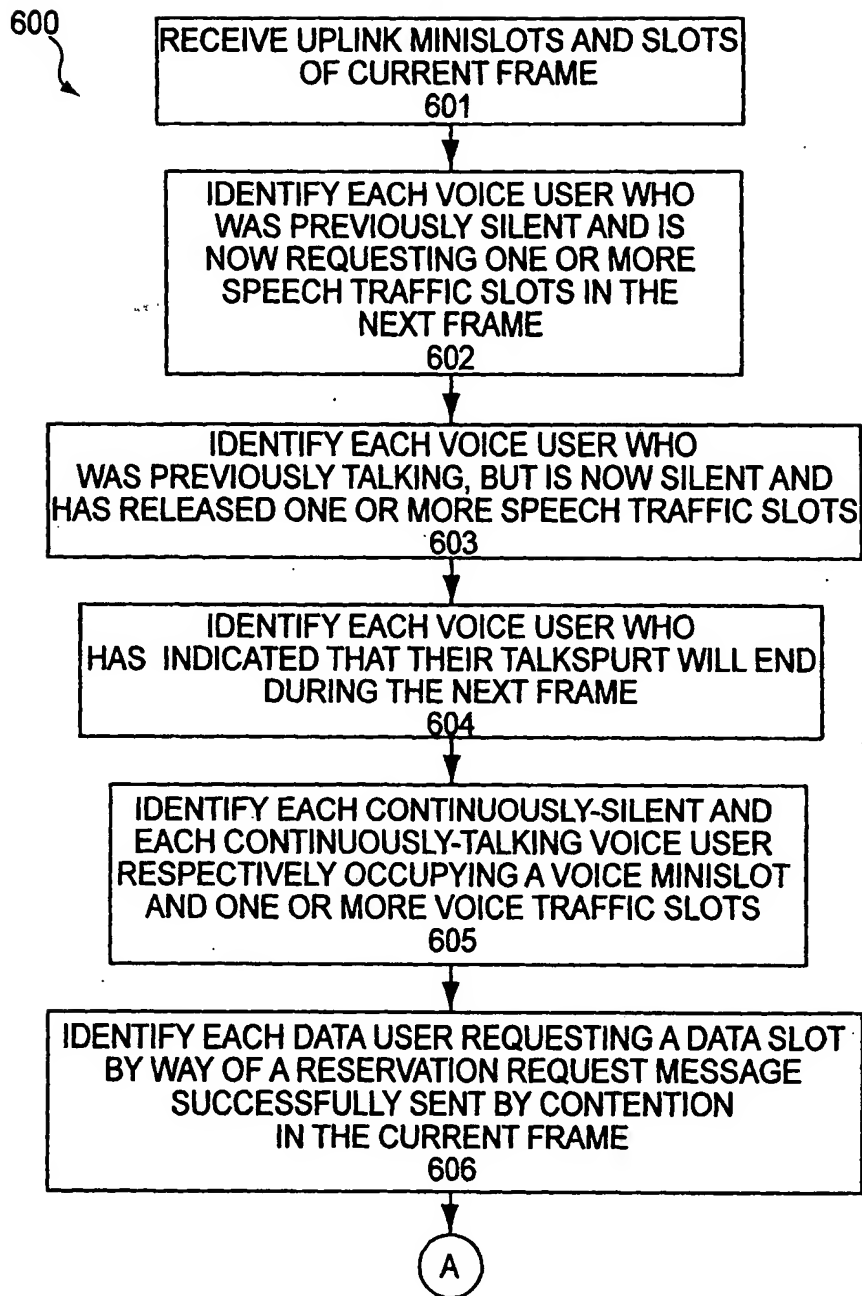 600
RECEIVE UPLINK MINISLOTS AND SLOTS
OF CURRENT FRAME
601
IDENTIFY EACH VOICE USER WHO
WAS PREVIOUSLY SILENT AND IS
NOW REQUESTING ONE OR MORE
SPEECH TRAFFIC SLOTS IN THE
NEXT FRAME
602
IDENTIFY EACH VOICE USER WHO
WAS PREVIOUSLY TALKING, BUT IS NOW SILENT AND
HAS RELEASED ONE OR MORE SPEECH TRAFFIC SLOTS
603
IDENTIFY EACH VOICE USER WHO
HAS INDICATED THAT THEIR TALKSPURT WILL END
DURING THE NEXT FRAME
604
IDENTIFY EACH CONTINUOUSLY-SILENT AND
EACH CONTINUOUSLY-TALKING VOICE USER
RESPECTIVELY OCCUPYING A VOICE MINISLOT
AND ONE OR MORE VOICE TRAFFIC SLOTS
605
IDENTIFY EACH DATA USER REQUESTING A DATA SLOT
BY WAY OF A RESERVATION REQUEST MESSAGE
SUCCESSFULLY SENT BY CONTENTION
IN THE CURRENT FRAME
606
A